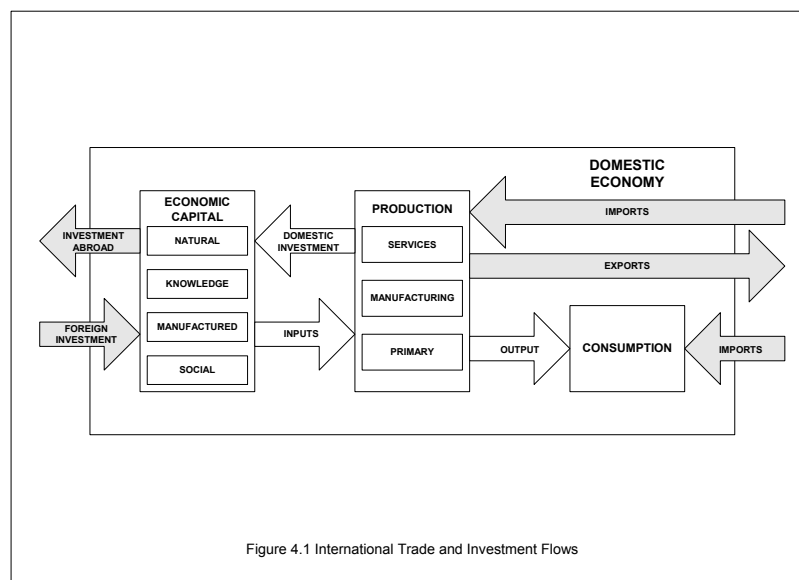 DOMESTIC
ECONOMY
ECONOMIC
CAPITAL
NATURAL
KNOWLEDGE
MANUFACTURED
SOCIAL
INVESTMENT
ABROAD
FOREIGN
INVESTMENT
DOMESTIC
INVESTMENT
INPUTS
PRODUCTION
SERVICES
MANUFACTURING
PRIMARY
IMPORTS
EXPORTS
OUTPUT
CONSUMPTION
IMPORTS
Figure 4.1 International Trade and Investment Flows